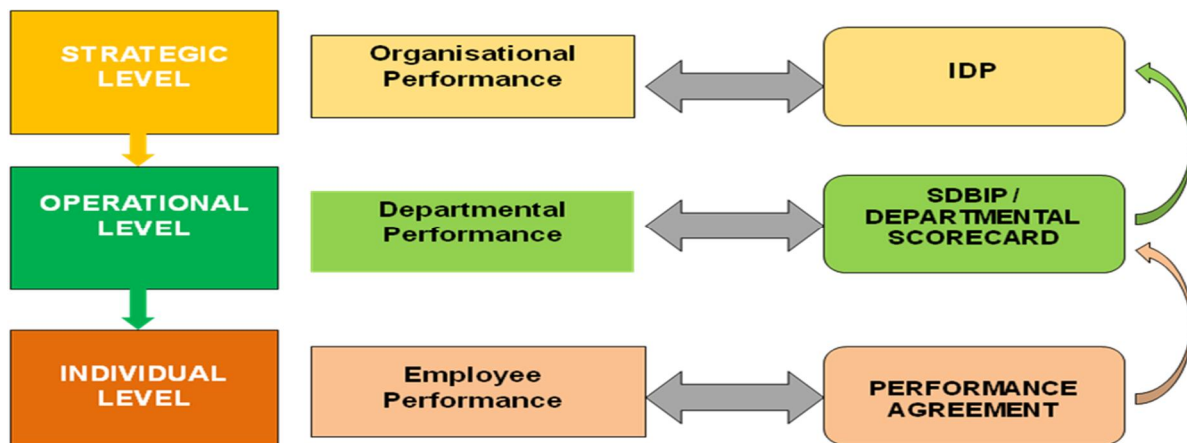 STRATEGIC
LEVEL
Organisational
Performance
IDP
OPERATIONAL
LEVEL
Departmental
Performance
SDBIP /
DEPARTMENTAL
SCORECARD
INDIVIDUAL
LEVEL
Employee
Performance
PERFORMANCE
AGREEMENT